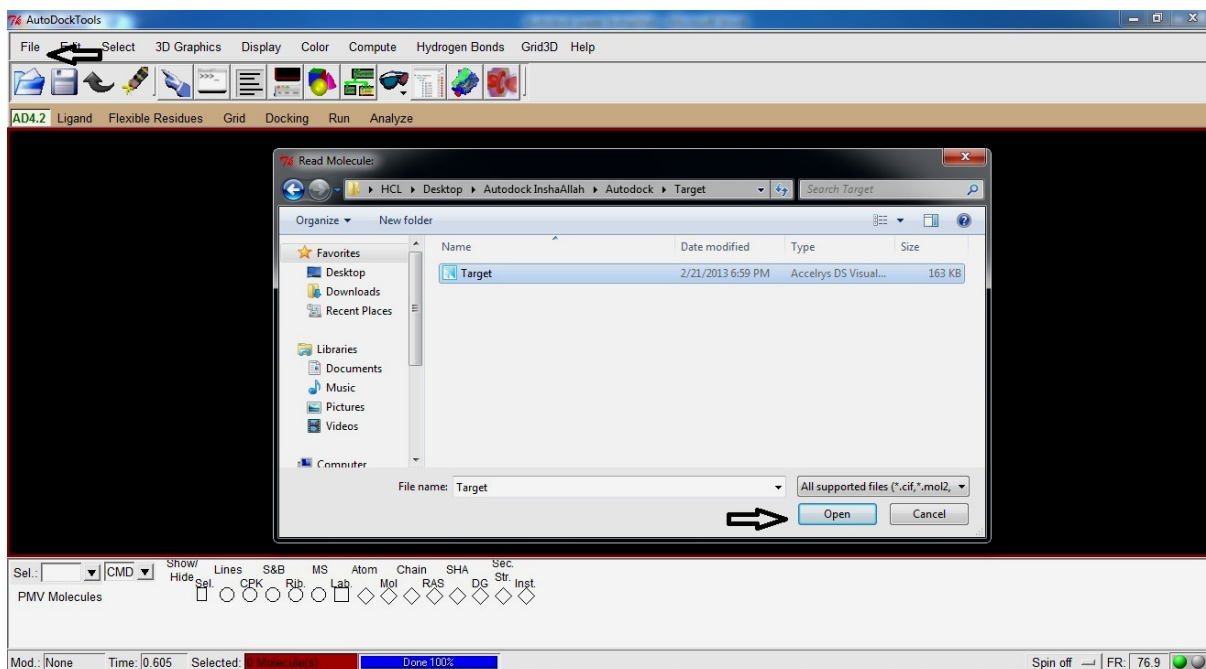 AutoDockTools
File Edit Select 3D Graphics Display Color Compute Hydrogen Bonds Grid3D Help
AD4.2 Ligand Flexible Residues Grid Docking Run Analyze
Read Molecule:
HCL Desktop Autodock InshaAllah Autodock Target Search Target
Organize New folder
Favorites
Desktop
Downloads
Recent Places
Libraries
Documents
Music
Pictures
Videos
Computer
Name Date modified Type Size
Target 2/21/2013 6:59 PM Accelrys DS Visual... 163 KB
File name: Target All supported files (*.cif,*.mol2,
Open Cancel
Sel.: CMD Show/ Hide Sel. Lines CPK S&B Rib. MS Lab. Atom Mol Chain RAS SHA DG Sec. Str. Inst.
PMV Molecules
Mod.: None Time: 0.605 Selected: 0 Molecule(s) Done 100% Spin off FR: 76.9